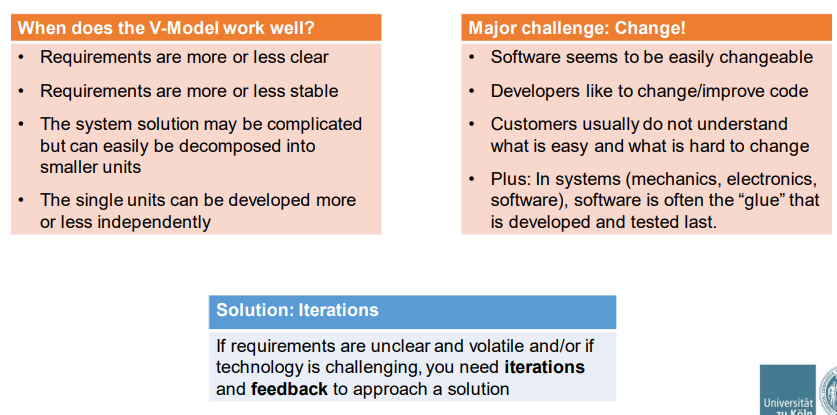 When does the V-Model work well?
• Requirements are more or less clear
• Requirements are more or less stable
• The system solution may be complicated
but can easily be decomposed into
smaller units
• The single units can be developed more
or less independently
Major challenge: Change!
• Software seems to be easily changeable
• Developers like to change/improve code
• Customers usually do not understand
what is easy and what is hard to change
• Plus: In systems (mechanics, electronics,
software), software is often the “glue” that
is developed and tested last.
Solution: Iterations
If requirements are unclear and volatile and/or if
technology is challenging, you need iterations
and feedback to approach a solution
Universität
zu Köln